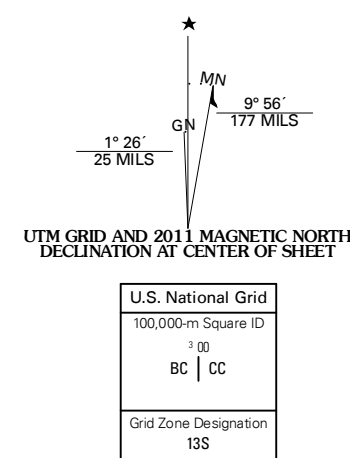 ★
MN
GN
9° 56´
177 MILS
1° 26´
25 MILS
UTM GRID AND 2011 MAGNETIC NORTH
DECLINATION AT CENTER OF SHEET
U.S. National Grid
100,000-m Square ID
3 00
BC | CC
Grid Zone Designation
13S